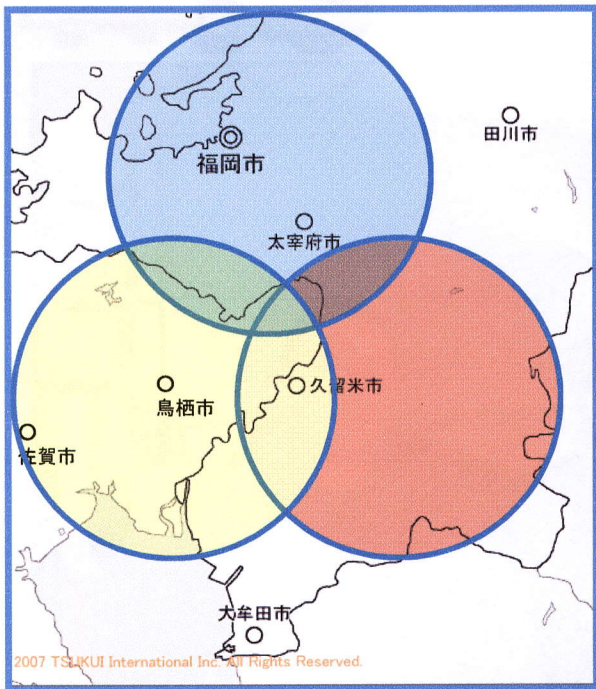 田川市
福岡市
太宰府市
鳥栖市
久留米市
佐賀市
大牟田市
2007 TSUKUI International Inc. All Rights Reserved.